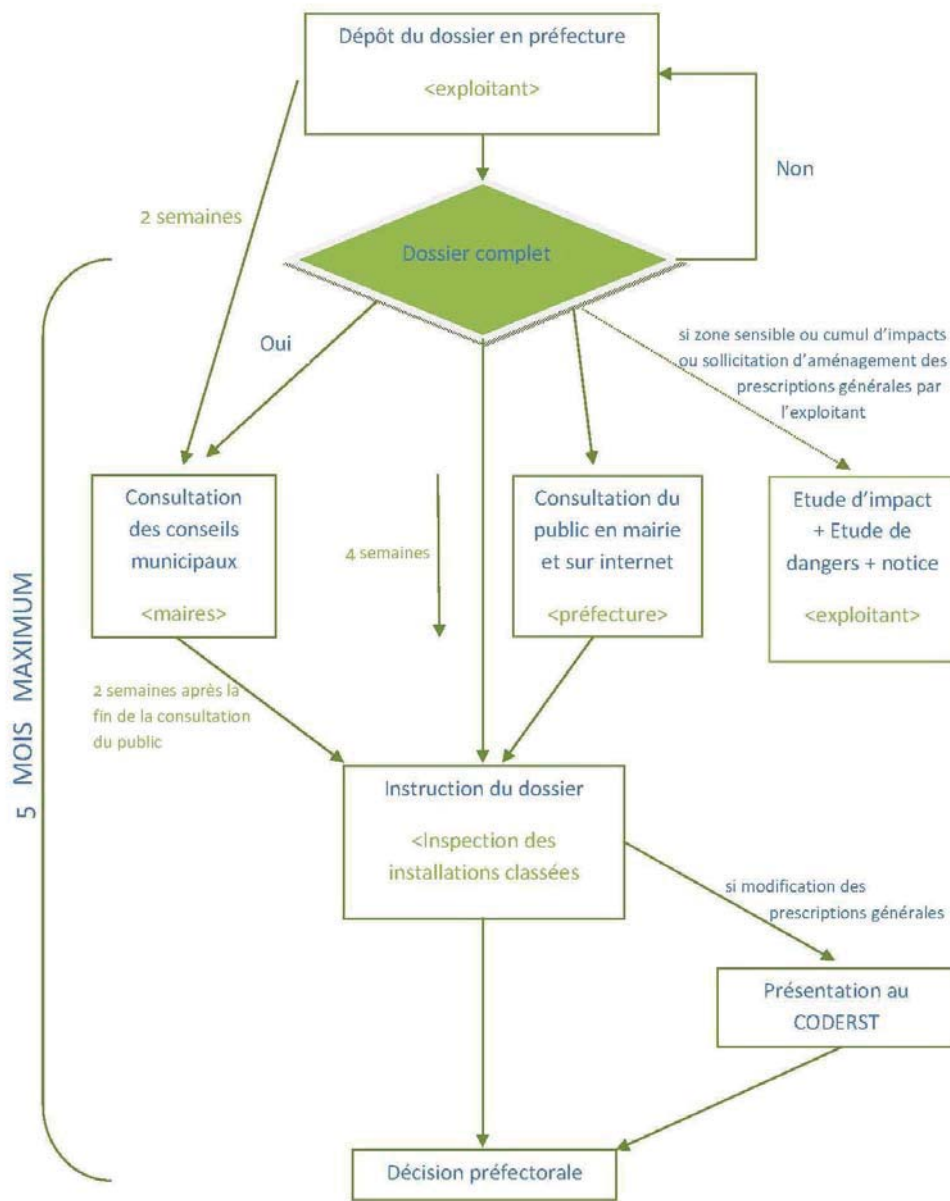 Dépôt du dossier en préfecture
<exploitant>
Non
2 semaines
Dossier complet
Oui
si zone sensible ou cumul d'impacts
ou sollicitation d'aménagement des
prescriptions générales par
l'exploitant
Consultation
des conseils
municipaux
<maires>
4 semaines
Consultation du
public en mairie
et sur internet
<préfecture>
Etude d'impact
+ Etude de
dangers + notice
<exploitant>
2 semaines après la
fin de la consultation
du public
5 MOIS MAXIMUM
Instruction du dossier
<Inspection des
installations classées
si modification des
prescriptions générales
Présentation au
CODERST
Décision préfectorale